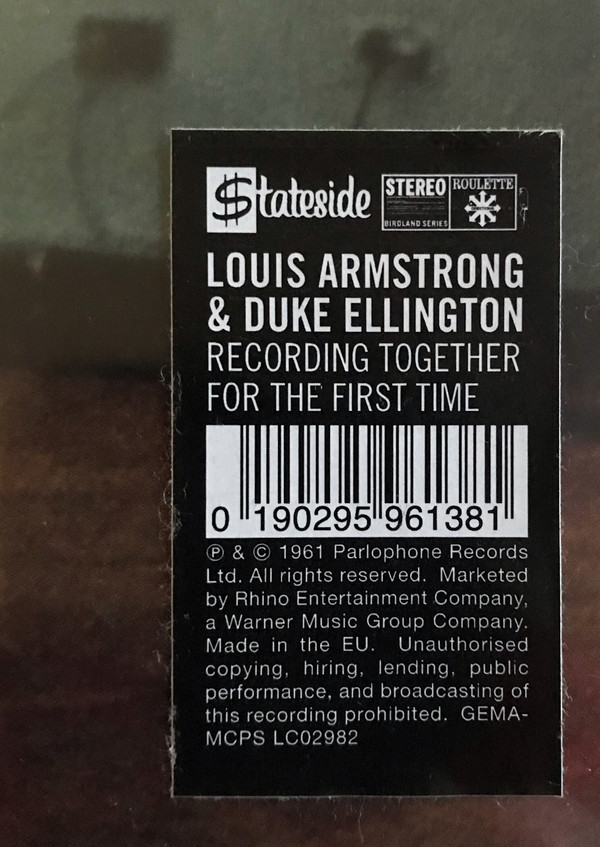 $tateside STEREO ROULETTE
BIRDLAND SERIES
LOUIS ARMSTRONG
& DUKE ELLINGTON
RECORDING TOGETHER
FOR THE FIRST TIME
0 190295 961381
℗ & © 1961 Parlophone Records
Ltd. All rights reserved. Marketed
by Rhino Entertainment Company,
a Warner Music Group Company.
Made in the EU. Unauthorised
copying, hiring, lending, public
performance, and broadcasting of
this recording prohibited. GEMA-
MCPS LC02982